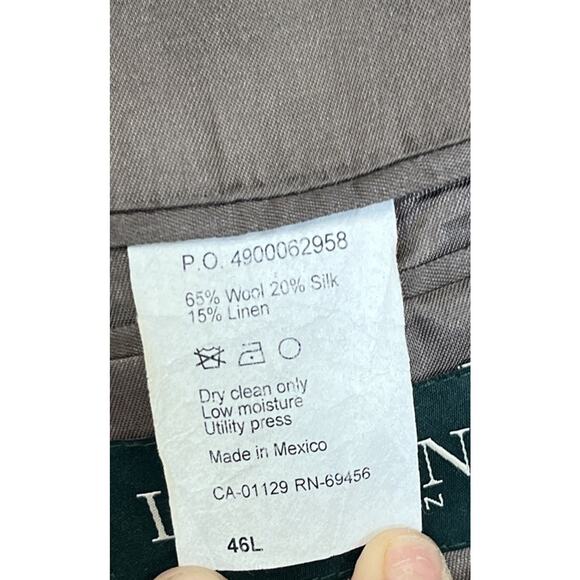 P.O. 4900062958
65% Wool 20% Silk
15% Linen
Dry clean only
Low moisture
Utility press
Made in Mexico
CA-01129 RN-69456
46L